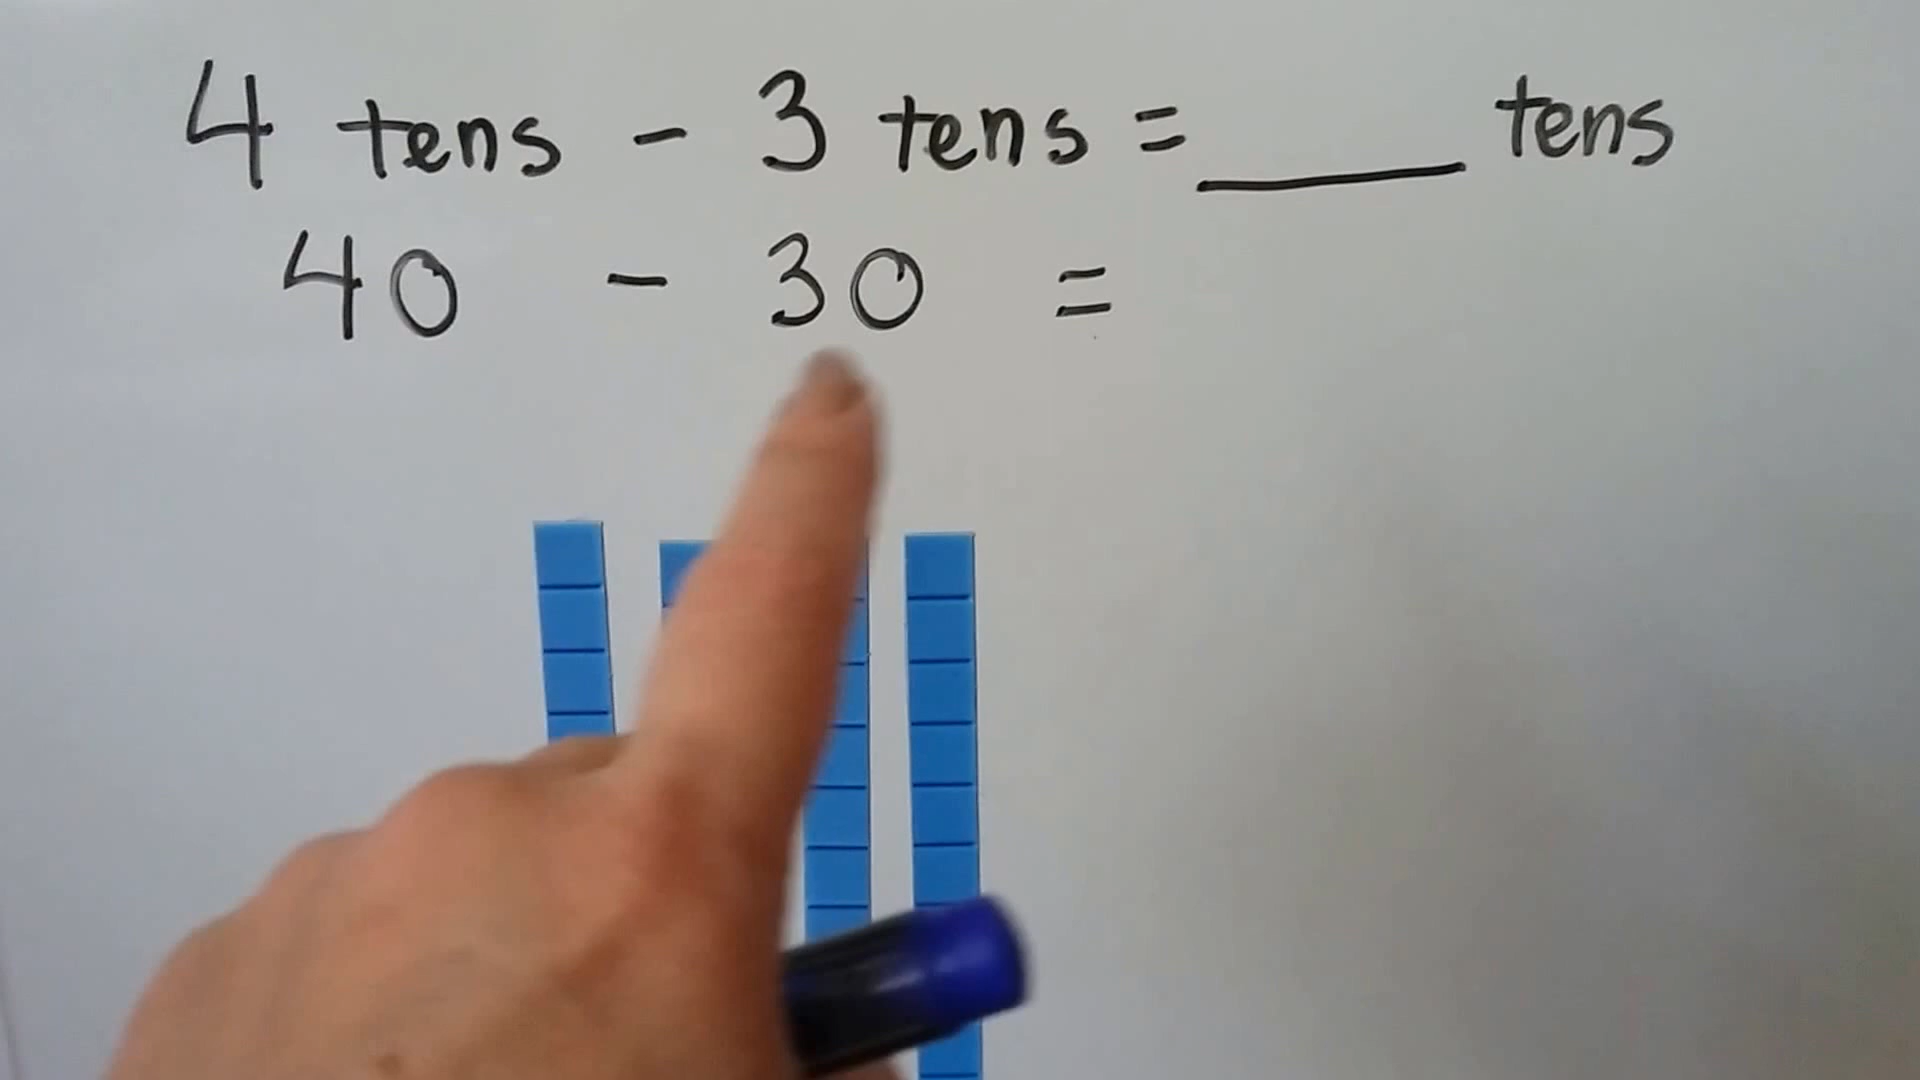 4 tens - 3 tens = ____ tens
40 - 30 =